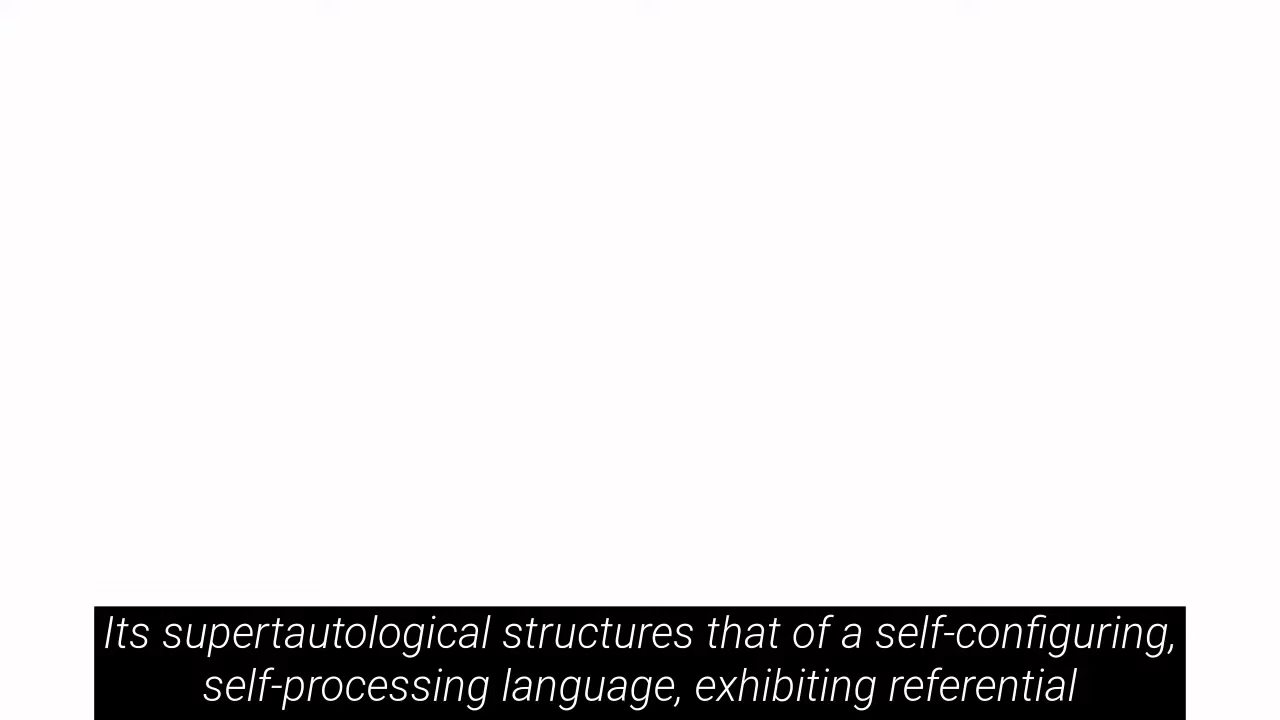 Its supertautological structures that of a self-configuring,
self-processing language, exhibiting referential